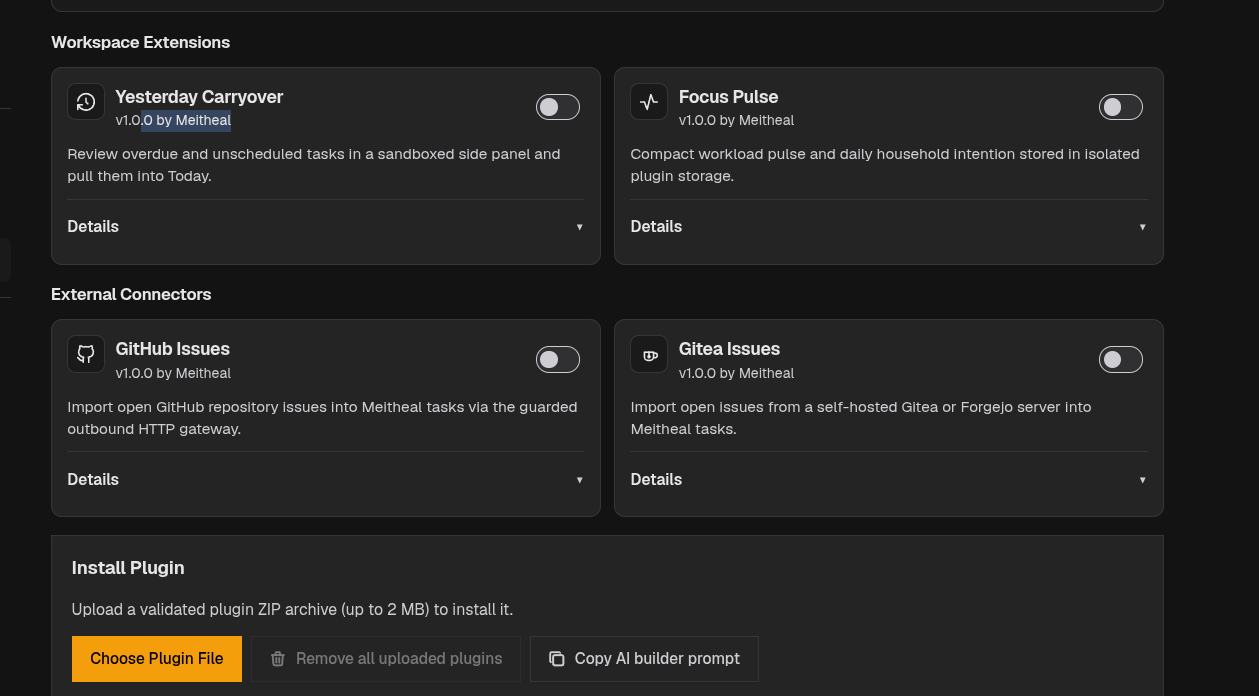 Workspace Extensions
Yesterday Carryover
v1.0.0 by Meitheal
Review overdue and unscheduled tasks in a sandboxed side panel and
pull them into Today.
Details
Focus Pulse
v1.0.0 by Meitheal
Compact workload pulse and daily household intention stored in isolated
plugin storage.
Details
External Connectors
GitHub Issues
v1.0.0 by Meitheal
Import open GitHub repository issues into Meitheal tasks via the guarded
outbound HTTP gateway.
Details
Gitea Issues
v1.0.0 by Meitheal
Import open issues from a self-hosted Gitea or Forgejo server into
Meitheal tasks.
Details
Install Plugin
Upload a validated plugin ZIP archive (up to 2 MB) to install it.
Choose Plugin File
Remove all uploaded plugins
Copy AI builder prompt